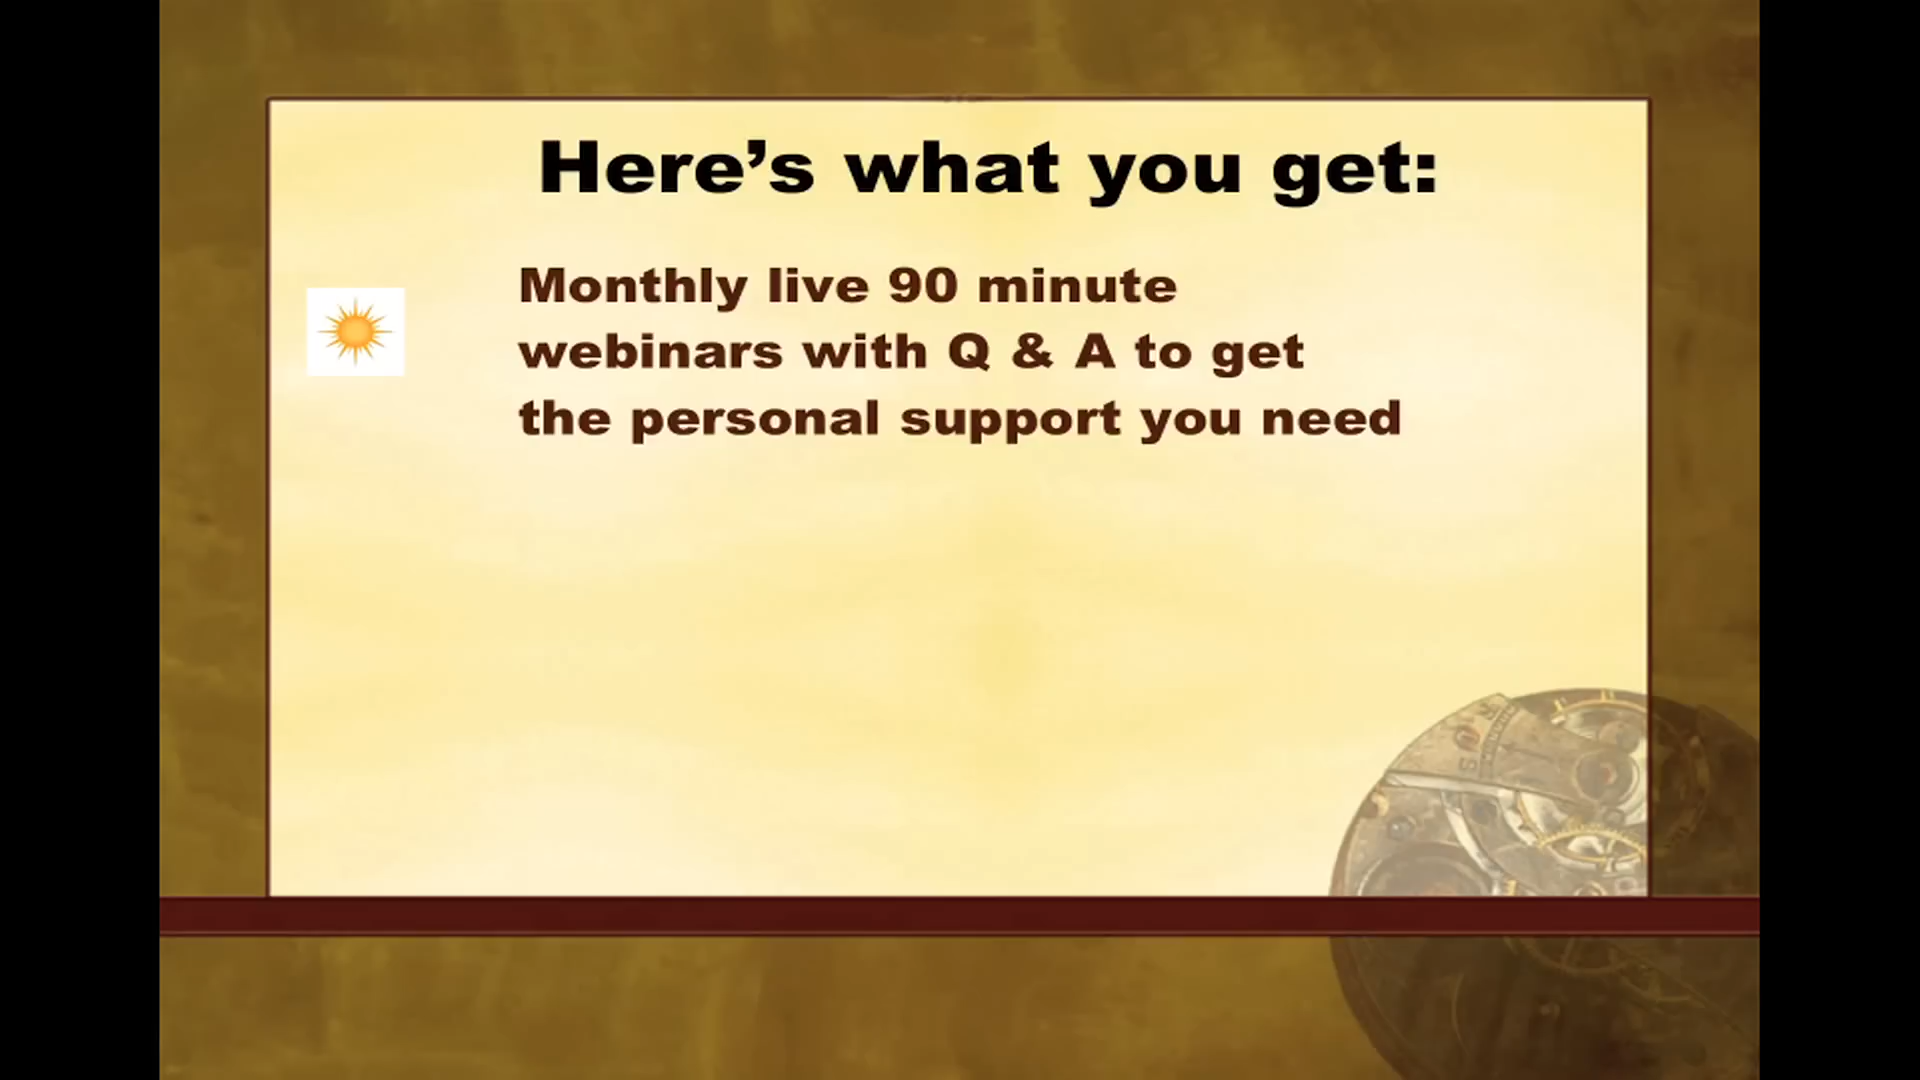 Here’s what you get:
Monthly live 90 minute
webinars with Q & A to get
the personal support you need